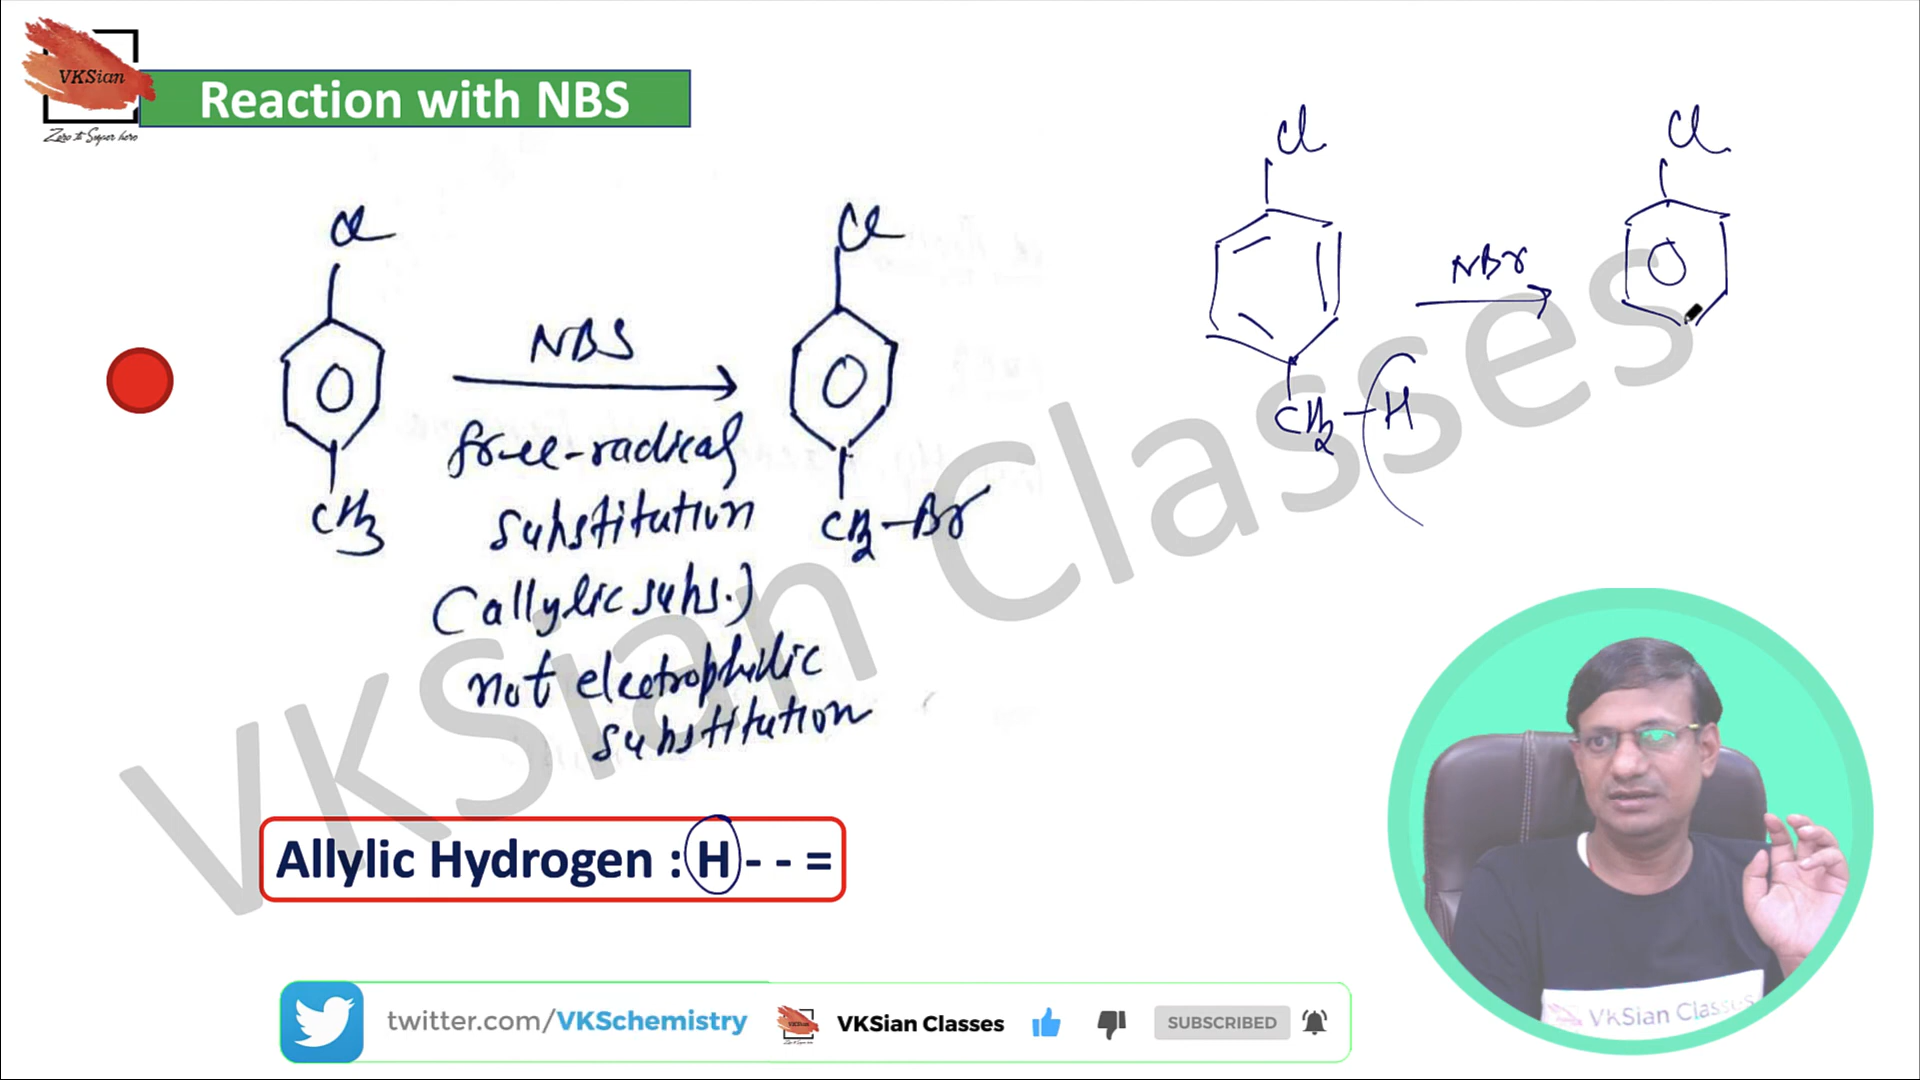 VKSian
Zero to Super hero
Reaction with NBS
Cl
NBS
free-radical
substitution
(allylic subs.)
not electrophilic
substitution
CH3
Cl
CH2-Br
Cl
CH2-H
NBr
Cl
Allylic Hydrogen : H - - =
VKSian Classes
twitter.com/VKSchemistry
VKSian Classes
SUBSCRIBED
VKSian Classes